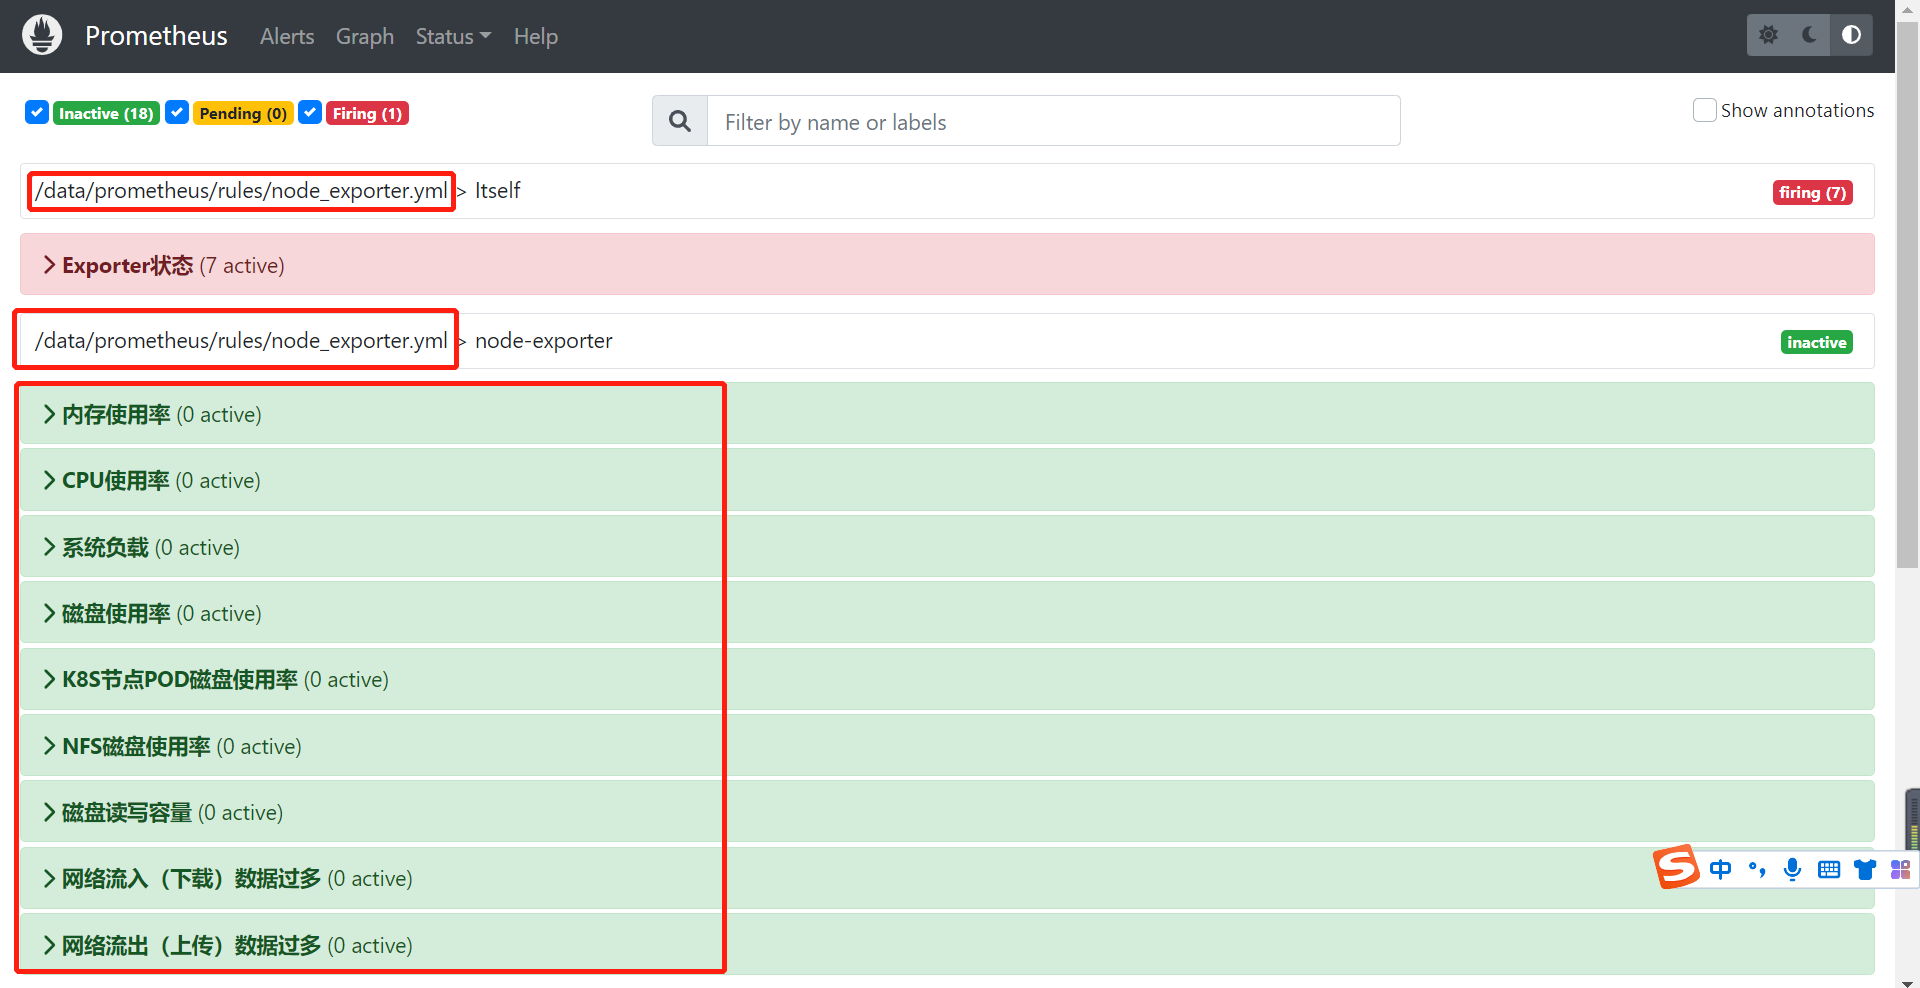 Prometheus Alerts Graph Status Help
Inactive (18) Pending (0) Firing (1) Filter by name or labels Show annotations
/data/prometheus/rules/node_exporter.yml > Itself firing (7)
Exporter状态 (7 active)
/data/prometheus/rules/node_exporter.yml > node-exporter inactive
内存使用率 (0 active)
CPU使用率 (0 active)
系统负载 (0 active)
磁盘使用率 (0 active)
K8S节点POD磁盘使用率 (0 active)
NFS磁盘使用率 (0 active)
磁盘读写容量 (0 active)
网络流入（下载）数据过多 (0 active)
S 中 °,
网络流出（上传）数据过多 (0 active)